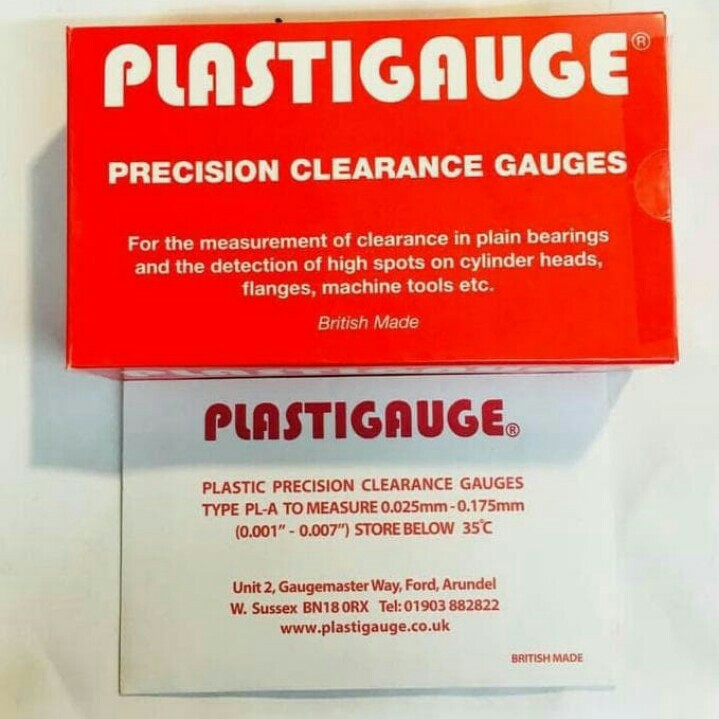 PLASTIGAUGE®
PRECISION CLEARANCE GAUGES
For the measurement of clearance in plain bearings
and the detection of high spots on cylinder heads,
flanges, machine tools etc.
British Made
PLASTIGAUGE®
PLASTIC PRECISION CLEARANCE GAUGES
TYPE PL-A TO MEASURE 0.025mm - 0.175mm
(0.001" - 0.007") STORE BELOW 35°C
Unit 2, Gaugemaster Way, Ford, Arundel
W. Sussex BN18 0RX Tel: 01903 882822
www.plastigauge.co.uk
BRITISH MADE